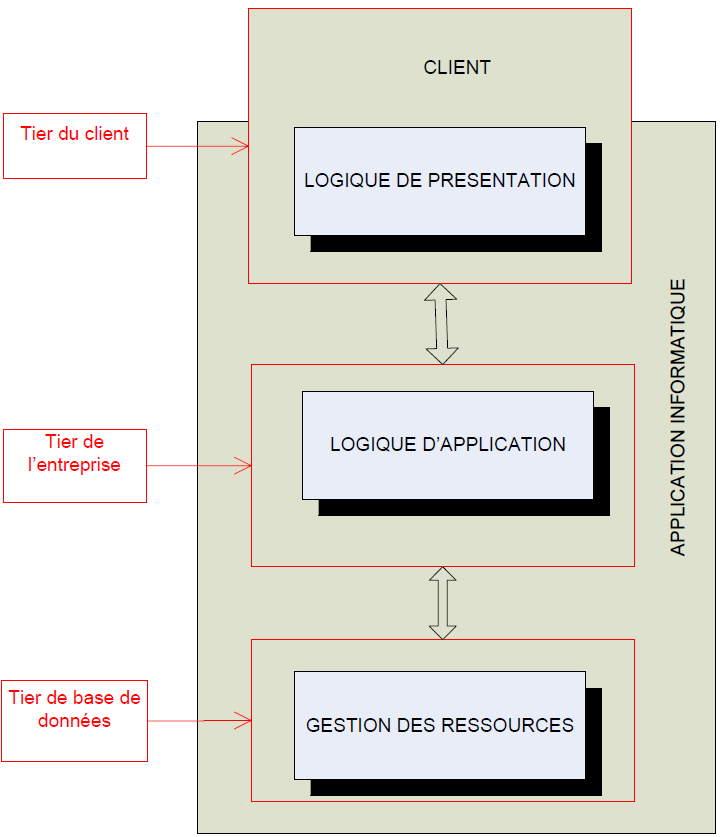 CLIENT
Tier du client
LOGIQUE DE PRESENTATION
APPLICATION INFORMATIQUE
Tier de
l'entreprise
LOGIQUE D'APPLICATION
Tier de base de
données
GESTION DES RESSOURCES